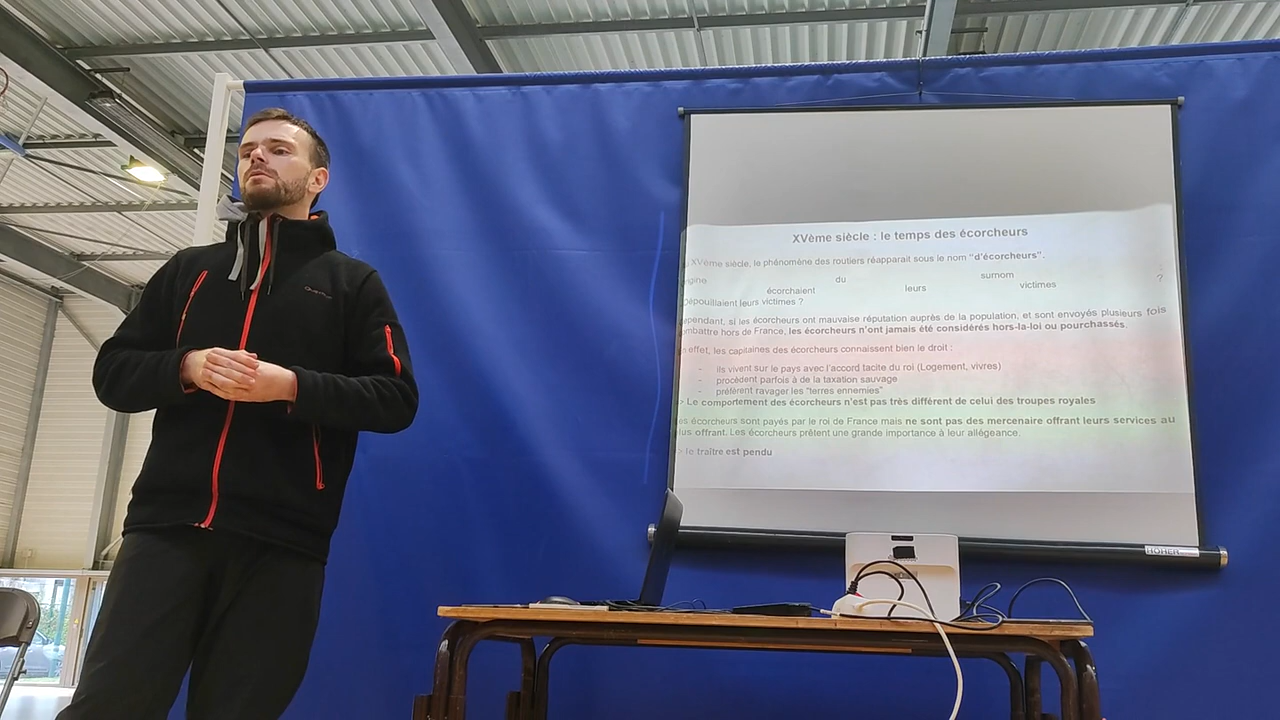 XVème siècle : le temps des écorcheurs
XVème siècle, le phénomène des routiers réapparait sous le nom “d'écorcheurs”.
igine du surnom ?
écorchaient leurs victimes
Dépouillaient leurs victimes ?
ependant, si les écorcheurs ont mauvaise réputation auprès de la population, et sont envoyés plusieurs fois
ombattre hors de France, les écorcheurs n'ont jamais été considérés hors-la-loi ou pourchassés.
n effet, les capitaines des écorcheurs connaissent bien le droit :
- ils vivent sur le pays avec l'accord tacite du roi (Logement, vivres)
- procèdent parfois à de la taxation sauvage
- préfèrent ravager les "terres ennemies"
> Le comportement des écorcheurs n'est pas très différent de celui des troupes royales
es écorcheurs sont payés par le roi de France mais ne sont pas des mercenaire offrant leurs services au
lus offrant. Les écorcheurs prêtent une grande importance à leur allégeance.
> le traître est pendu
HÖHER